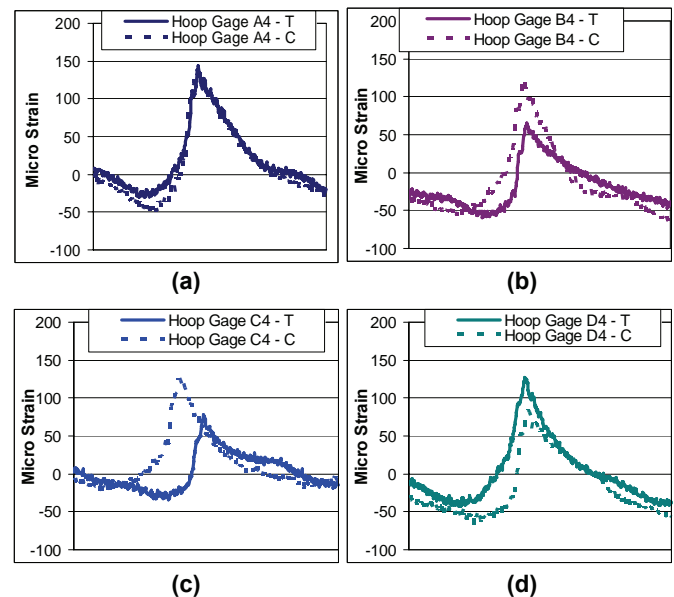 Hoop Gage A4 - T
Hoop Gage A4 - C
200
150
100
50
0
-50
-100
Micro Strain
(a)
Hoop Gage B4 - T
Hoop Gage B4 - C
200
150
100
50
0
-50
-100
Micro Strain
(b)
Hoop Gage C4 - T
Hoop Gage C4 - C
200
150
100
50
0
-50
-100
Micro Strain
(c)
Hoop Gage D4 - T
Hoop Gage D4 - C
200
150
100
50
0
-50
-100
Micro Strain
(d)